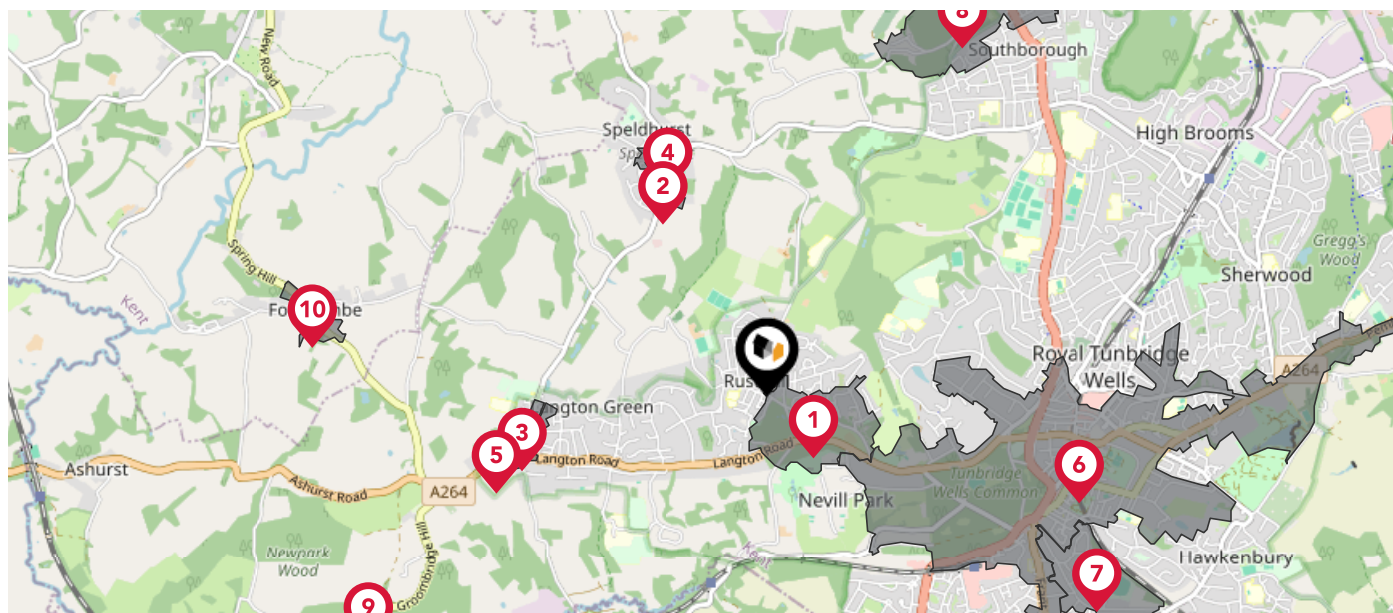 8
New Road
Southborough
Speldhurst
High Brooms
4
2
Gregg's
Wood
Spring Hill
Sherwood
Kent
10
Royal Tunbridge
Wells
A264
1
3
Langton Road
Langton Road
5
6
Ashurst
Ashurst Road
A264
Tunbridge
Wells Common
Nevill Park
Kent
Newpark
Wood
Groombridge Hill
Hawkenbury
7
9